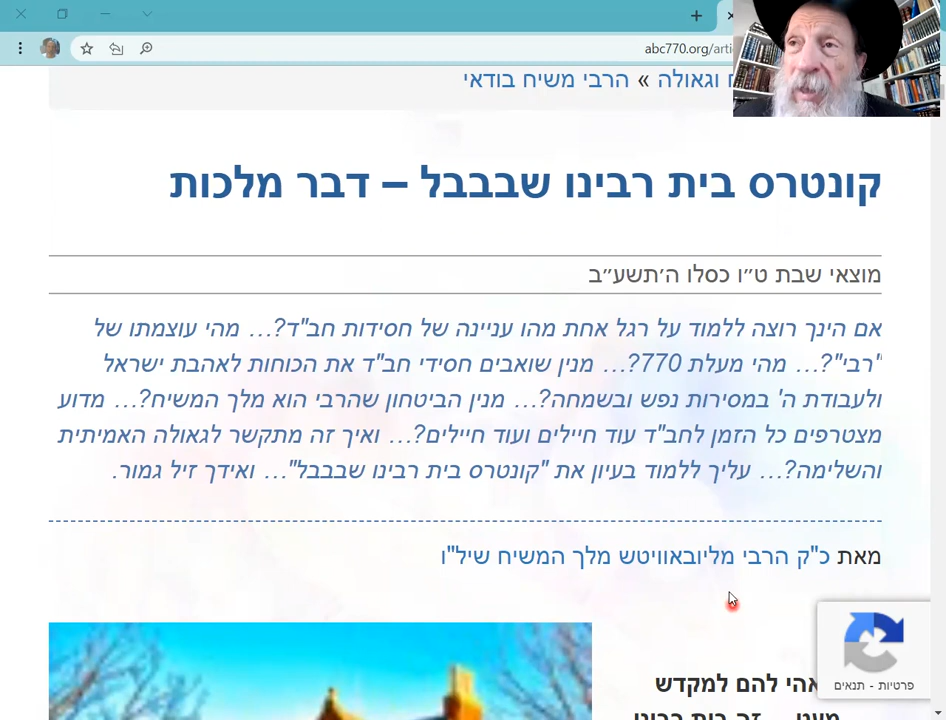 abc770.org/arti
וגאולה » הרבי משיח בודאי
קונטרס בית רבינו שבבבל – דבר מלכות
מוצאי שבת ט״ו כסלו ה׳תשע״ב
אם הינך רוצה ללמוד על רגל אחת מהו עניינה של חסידות חב"ד?... מהי עוצמתו של
"רבי"?... מהי מעלת 770?... מנין שואבים חסידי חב"ד את הכוחות לאהבת ישראל
ולעבודת ה' במסירות נפש ובשמחה?... מנין הביטחון שהרבי הוא מלך המשיח?... מדוע
מצטרפים כל הזמן לחב"ד עוד חיילים ועוד חיילים?... ואיך זה מתקשר לגאולה האמיתית
והשלימה?... עליך ללמוד בעיון את "קונטרס בית רבינו שבבבל"... ואידך זיל גמור.
מאת כ"ק הרבי מליובאוויטש מלך המשיח שיל"ו
להם למקדש
זה בית רבינו
פרטיות - תנאים